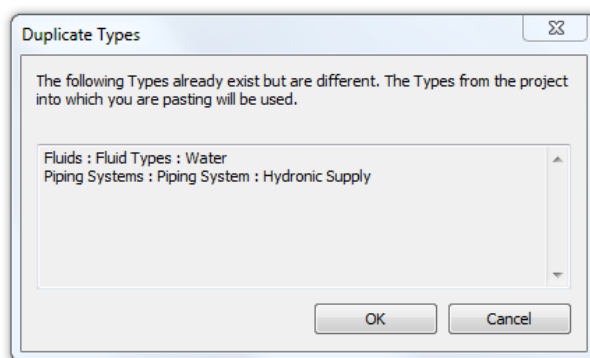 Duplicate Types
The following Types already exist but are different. The Types from the project
into which you are pasting will be used.
Fluids : Fluid Types : Water
Piping Systems : Piping System : Hydronic Supply
OK
Cancel